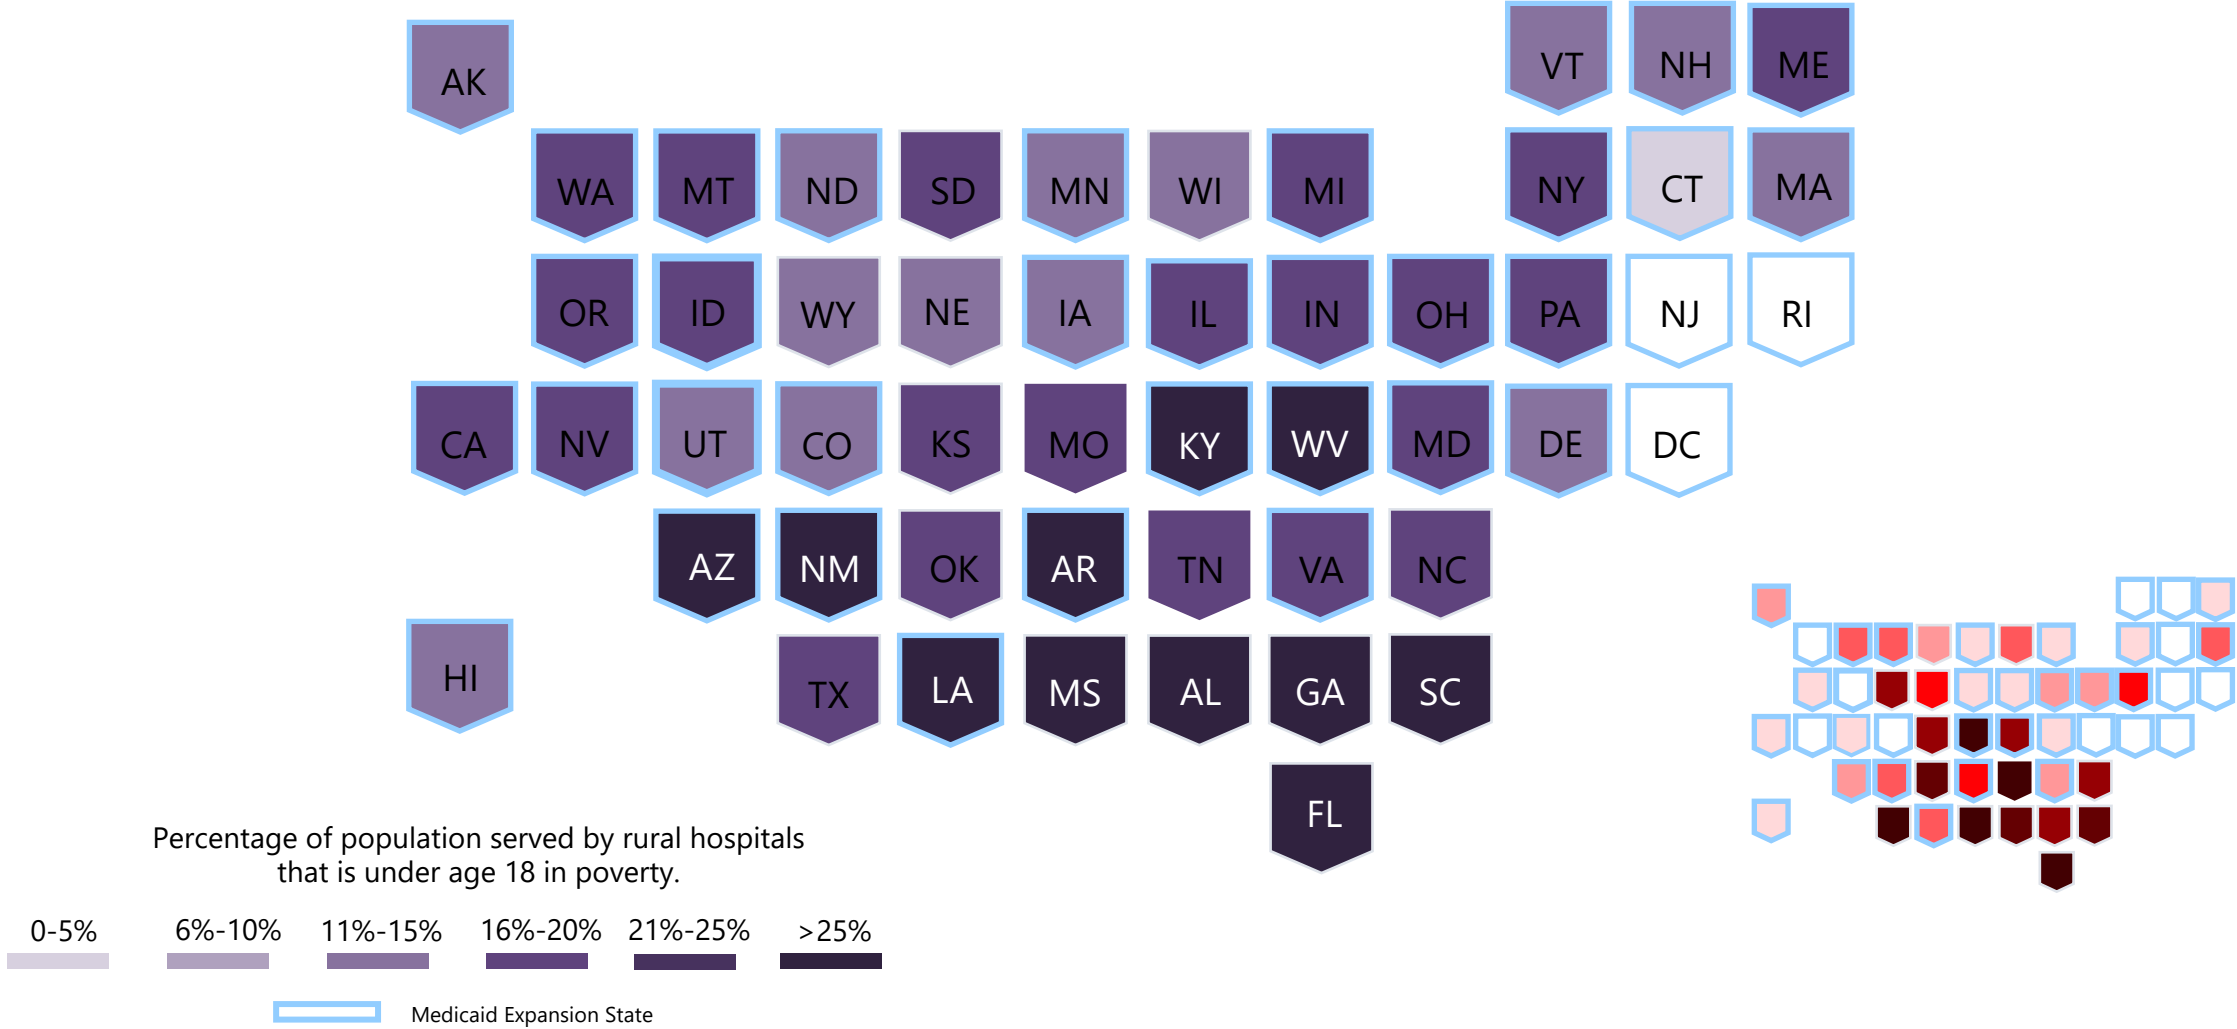 VT NH ME
AK
WA MT ND SD MN WI MI NY CT MA
OR ID WY NE IA IL IN OH PA NJ RI
CA NV UT CO KS MO KY WV MD DE DC
AZ NM OK AR TN VA NC
HI TX LA MS AL GA SC
FL
Percentage of population served by rural hospitals
that is under age 18 in poverty.
0-5% 6%-10% 11%-15% 16%-20% 21%-25% >25%
Medicaid Expansion State